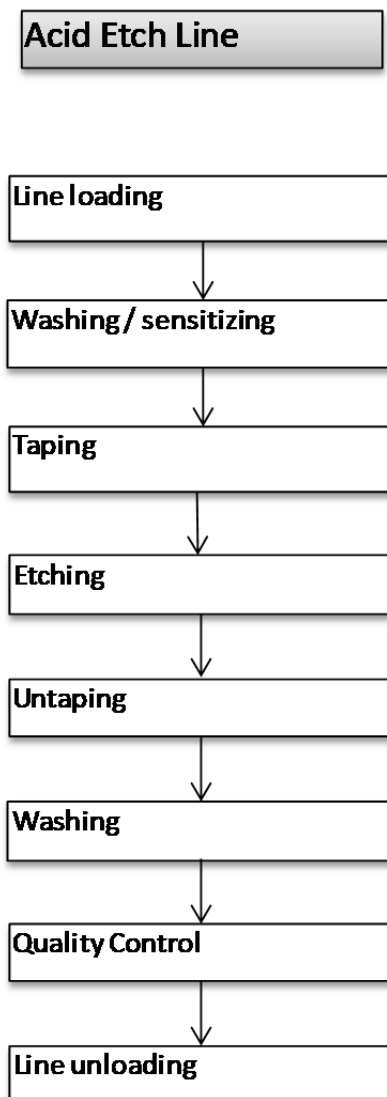 Acid Etch Line
Line loading
Washing / sensitizing
Taping
Etching
Untaping
Washing
Quality Control
Line unloading